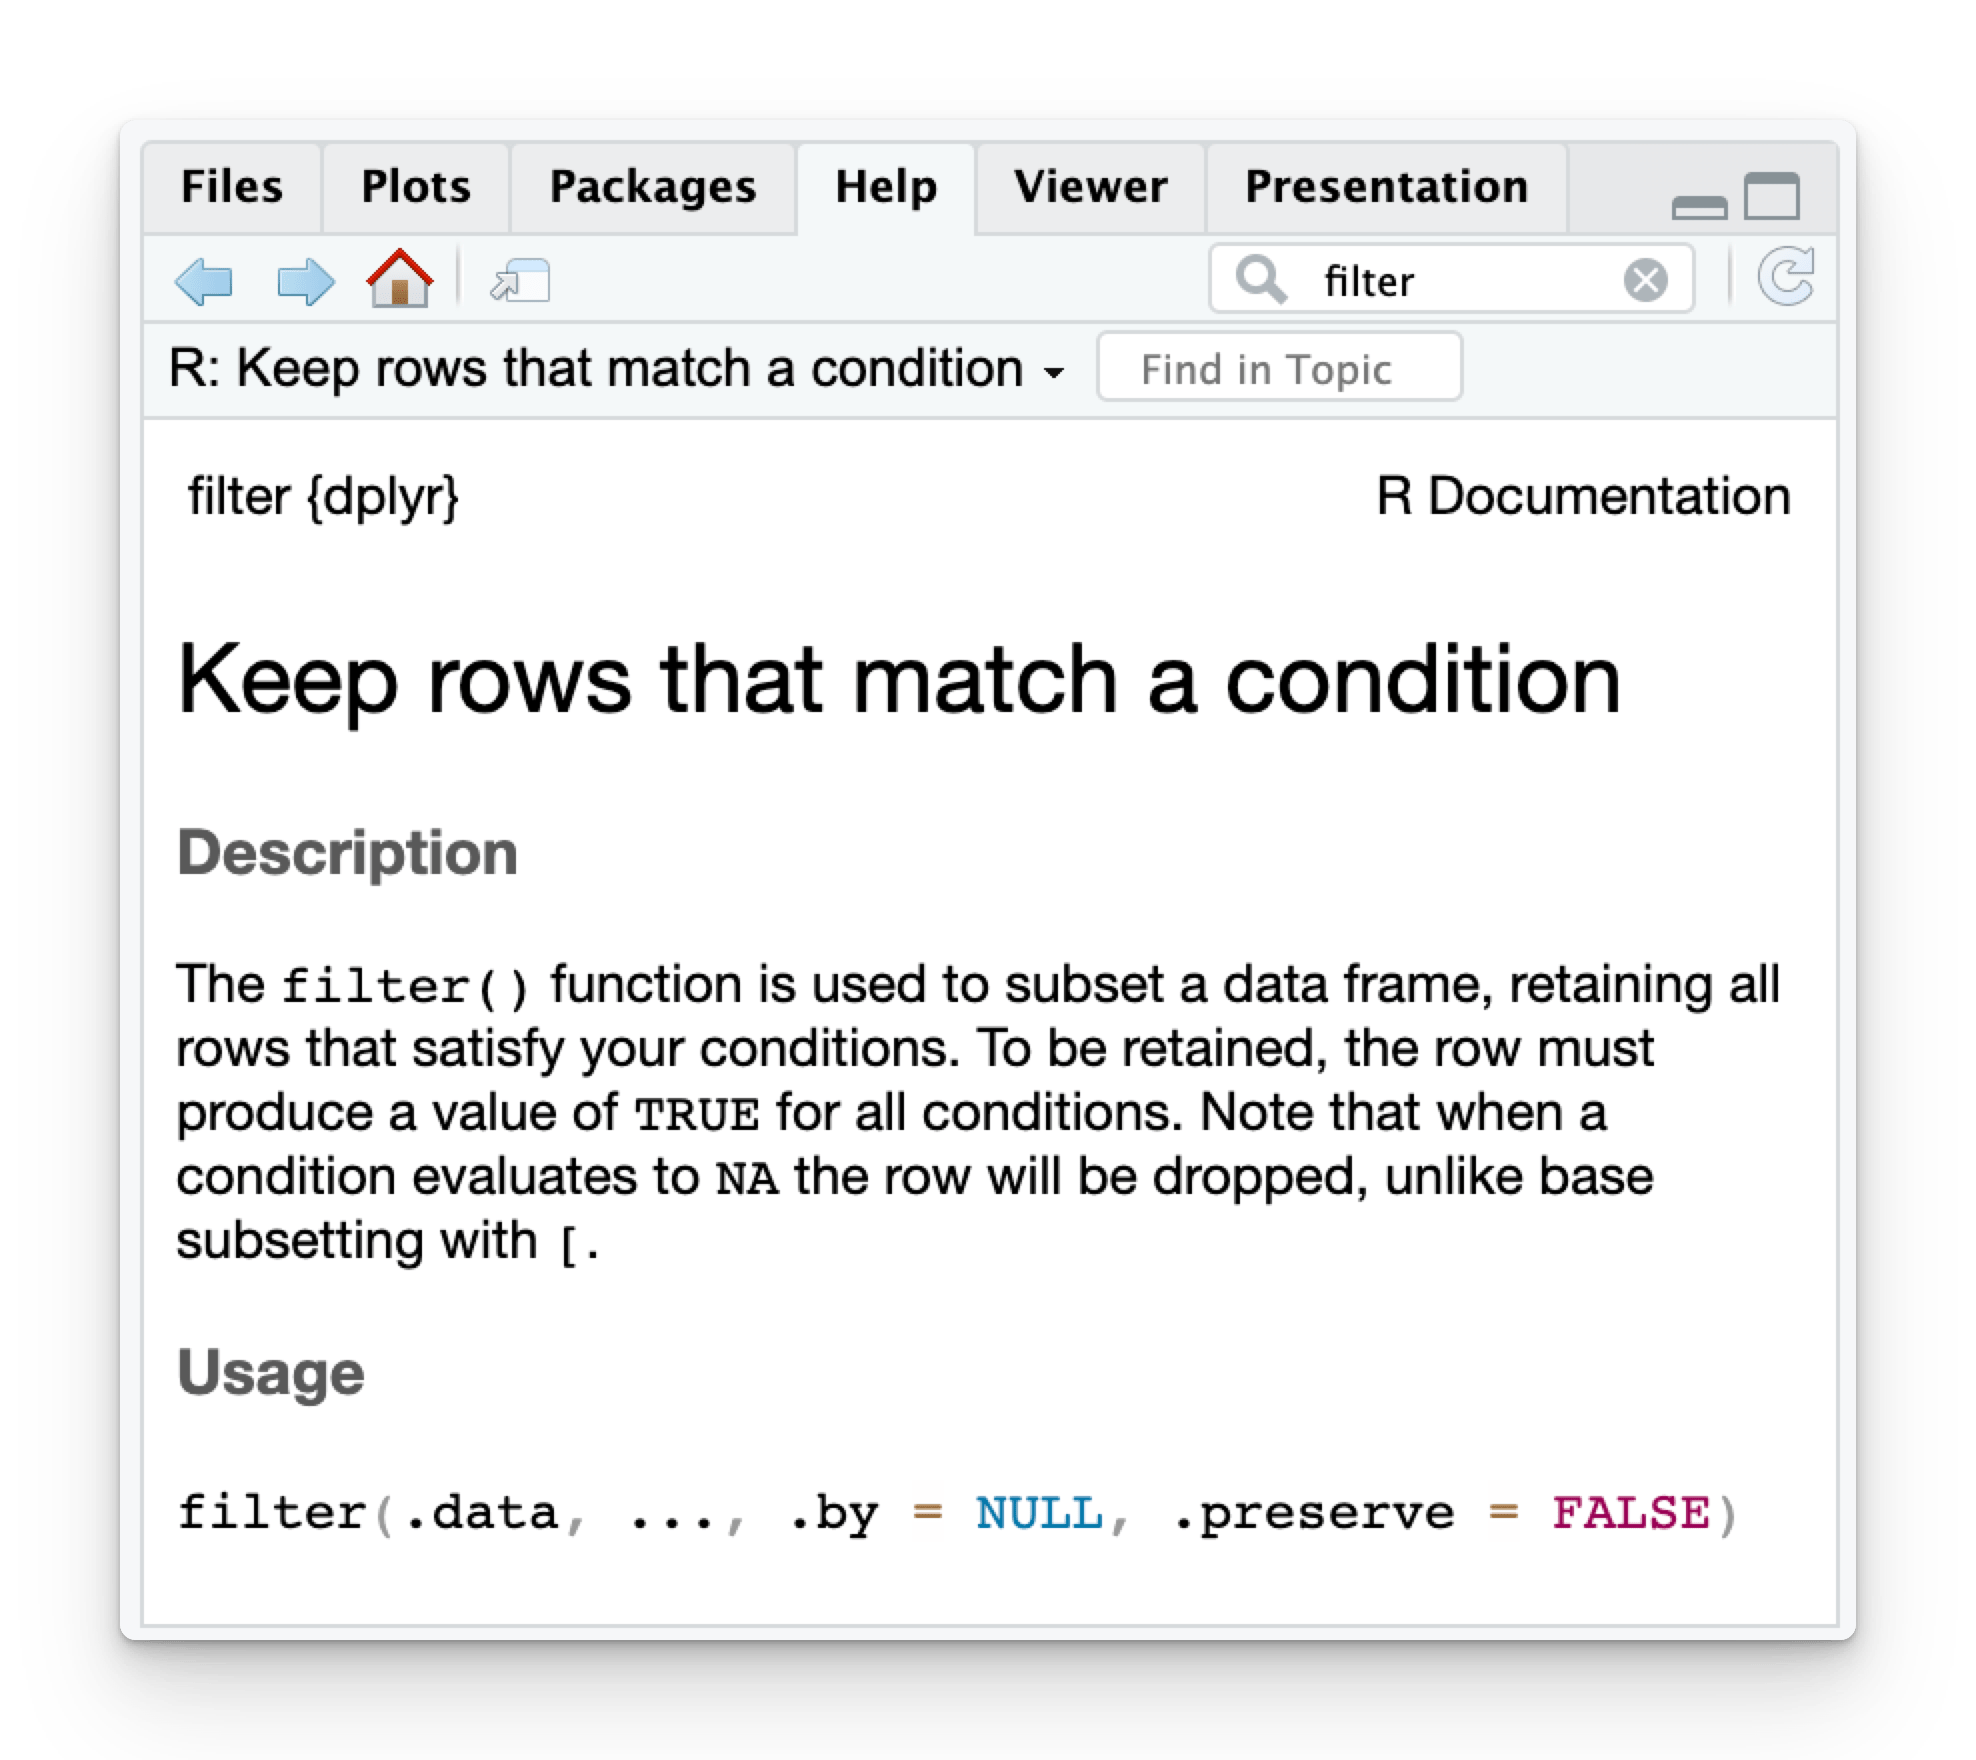 Files Plots Packages Help Viewer Presentation
filter
R: Keep rows that match a condition Find in Topic
filter {dplyr} R Documentation
Keep rows that match a condition
Description
The filter() function is used to subset a data frame, retaining all
rows that satisfy your conditions. To be retained, the row must
produce a value of TRUE for all conditions. Note that when a
condition evaluates to NA the row will be dropped, unlike base
subsetting with [.
Usage
filter(.data, ..., .by = NULL, .preserve = FALSE)